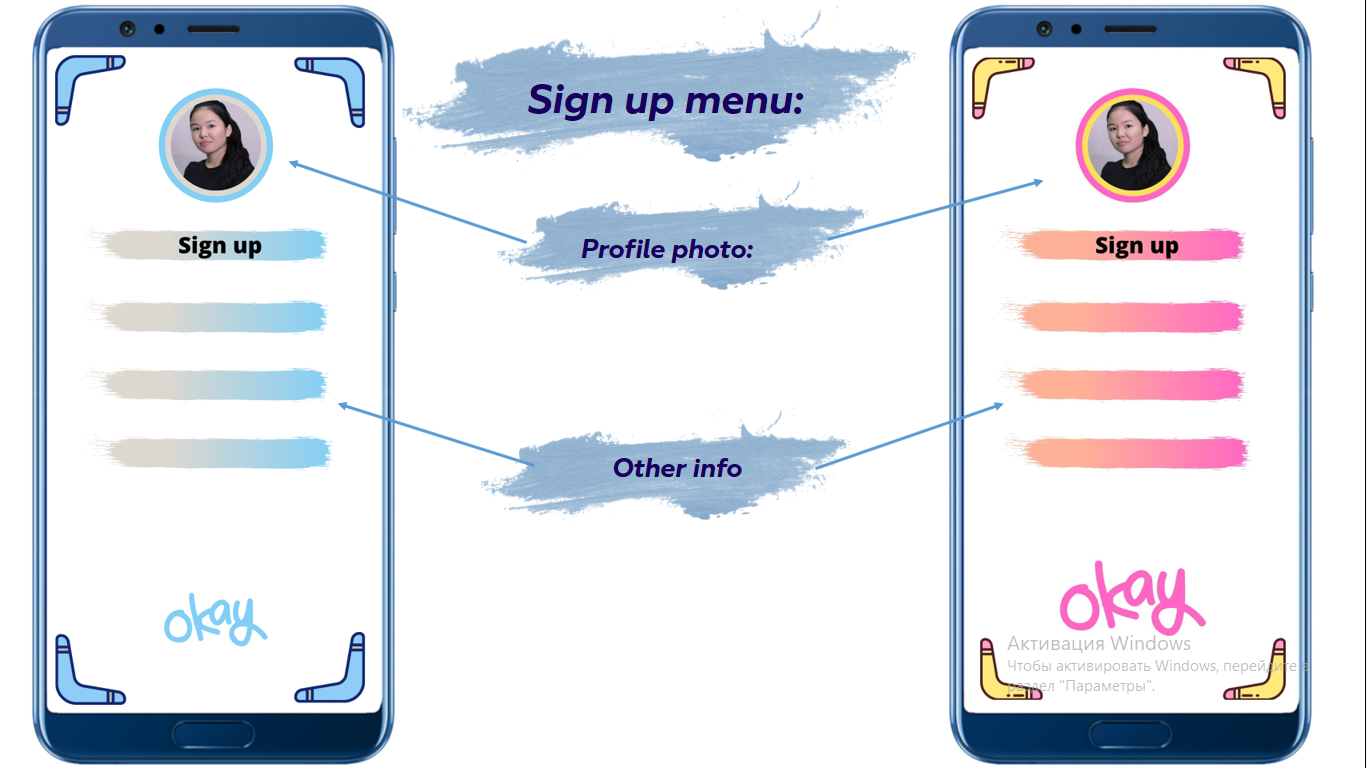 Sign up menu:
Profile photo:
Sign up
Sign up
Other info
okay
okay
Активация Windows
Чтобы активировать Windows, перейдите в
раздел "Параметры".